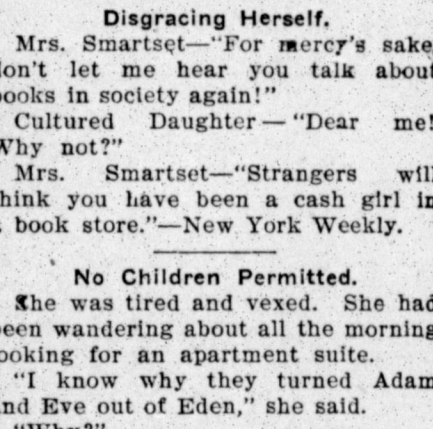 Disgracing Herself.
Mrs. Smartset—"For mercy's sake
don't let me hear you talk about
books in society again!"
Cultured Daughter—"Dear me!
Why not?"
Mrs. Smartset—"Strangers will
think you have been a cash girl in
a book store."—New York Weekly.
No Children Permitted.
She was tired and vexed. She had
been wandering about all the morning
looking for an apartment suite.
"I know why they turned Adam
and Eve out of Eden," she said.
"Why?"